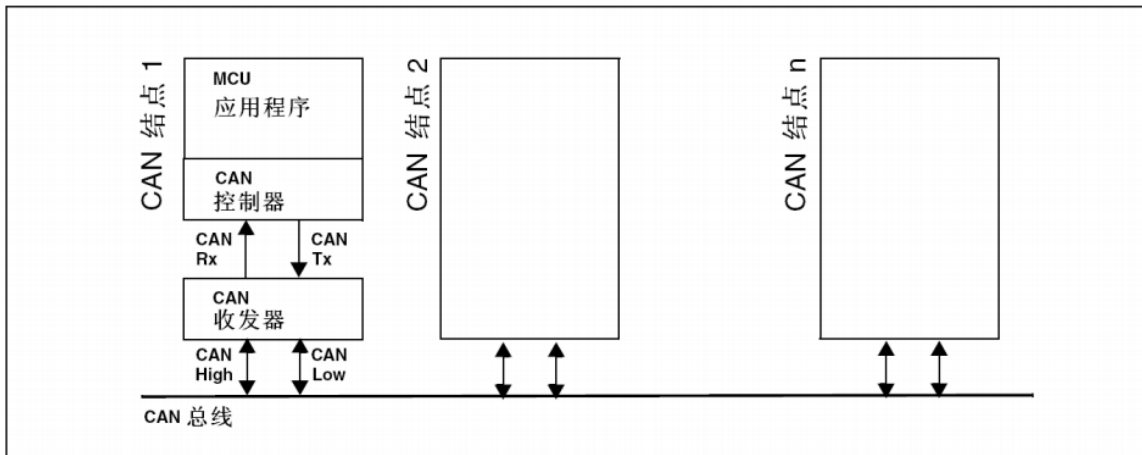 CAN 结点 1
MCU
应用程序
CAN
控制器
CAN
Rx
CAN
Tx
CAN
收发器
CAN
High
CAN
Low
CAN 结点 2
CAN 结点 n
CAN 总线